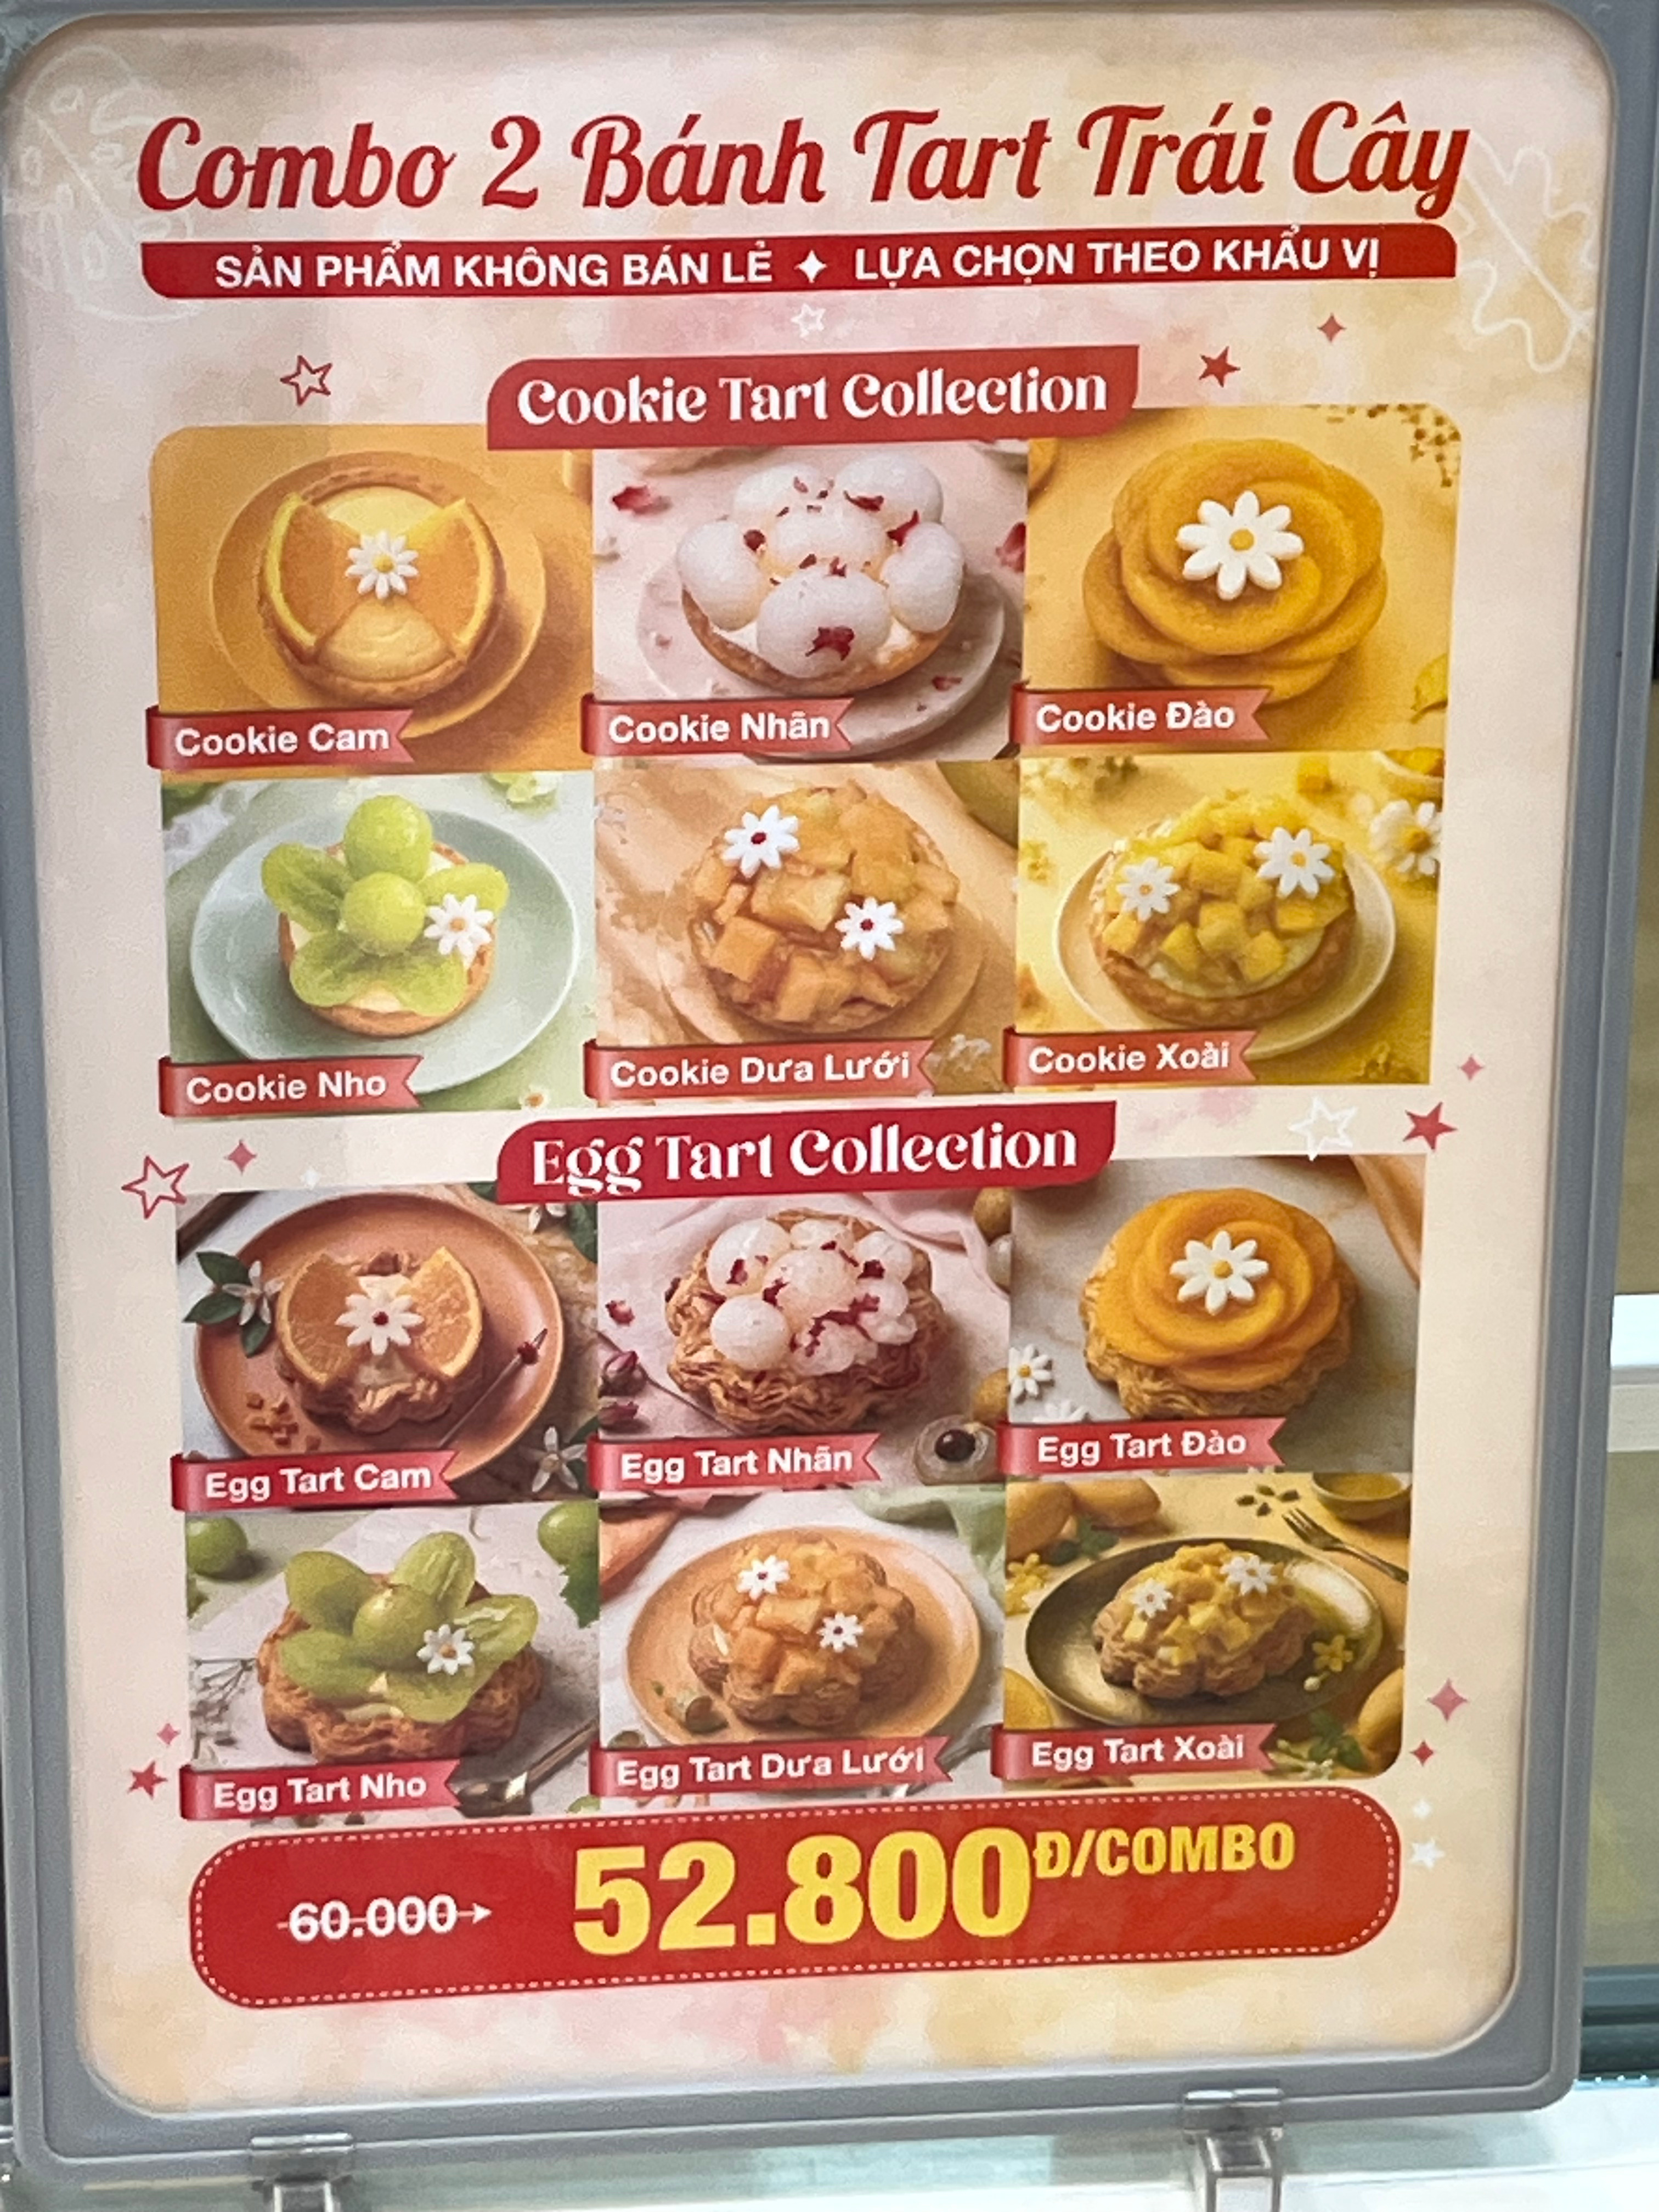 Combo 2 Bánh Tart Trái Cây
SẢN PHẨM KHÔNG BÁN LẺ ✦ LỰA CHỌN THEO KHẨU VỊ
Cookie Tart Collection
Cookie Cam
Cookie Nhãn
Cookie Đào
Cookie Nho
Cookie Dưa Lưới
Cookie Xoài
Egg Tart Collection
Egg Tart Cam
Egg Tart Nhãn
Egg Tart Đào
Egg Tart Nho
Egg Tart Dưa Lưới
Egg Tart Xoài
60.000 52.800Đ/COMBO